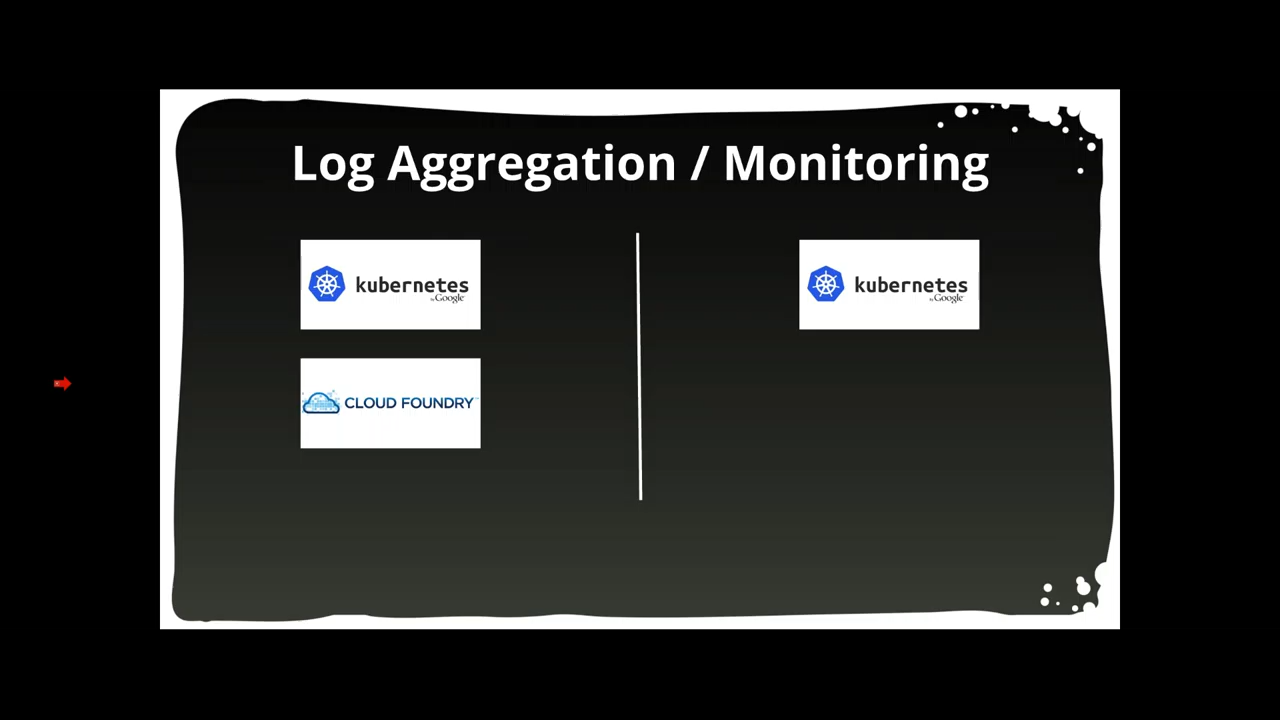 Log Aggregation / Monitoring
kubernetes
by Google
kubernetes
by Google
CLOUD FOUNDRY